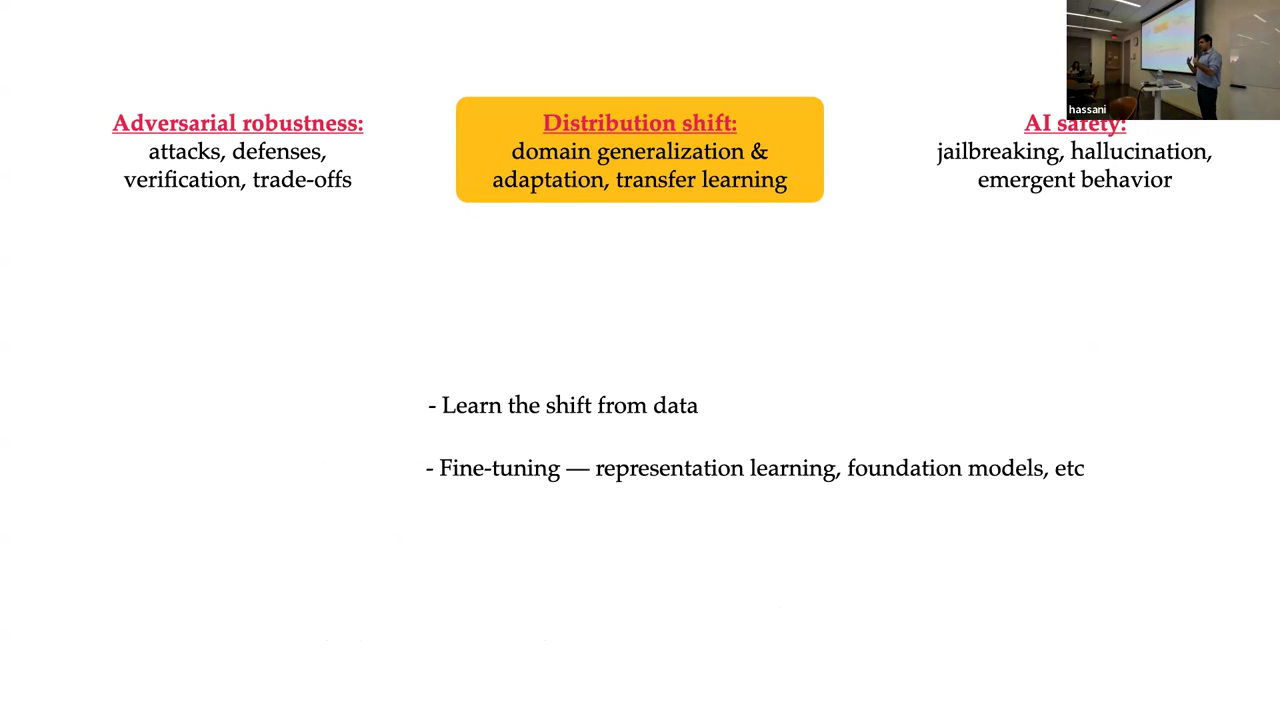 hassani
Adversarial robustness:
attacks, defenses,
verification, trade-offs
Distribution shift:
domain generalization &
adaptation, transfer learning
AI safety:
jailbreaking, hallucination,
emergent behavior
- Learn the shift from data
- Fine-tuning — representation learning, foundation models, etc